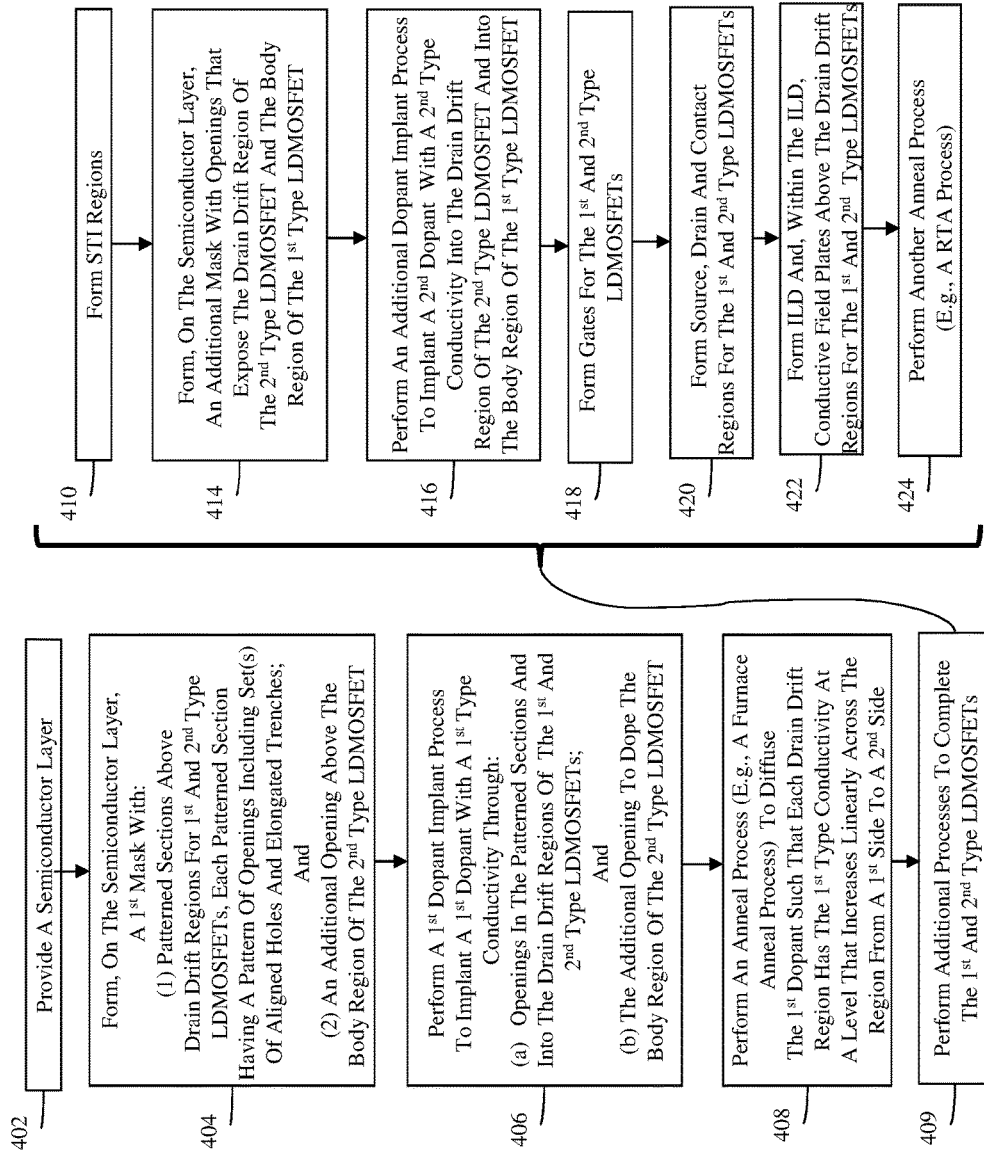 402
Provide A Semiconductor Layer
404
Form, On The Semiconductor Layer,
A 1st Mask With:
(1) Patterned Sections Above
Drain Drift Regions For 1st And 2nd Type
LDMOSFETs, Each Patterned Section
Having A Pattern Of Openings Including Set(s)
Of Aligned Holes And Elongated Trenches;
And
(2) An Additional Opening Above The
Body Region Of The 2nd Type LDMOSFET
406
Perform A 1st Dopant Implant Process
To Implant A 1st Dopant With A 1st Type
Conductivity Through:
(a) Openings In The Patterned Sections And
Into The Drain Drift Regions Of The 1st And
2nd Type LDMOSFETs;
And
(b) The Additional Opening To Dope The
Body Region Of The 2nd Type LDMOSFET
408
Perform An Anneal Process (E.g., A Furnace
Anneal Process) To Diffuse
The 1st Dopant Such That Each Drain Drift
Region Has The 1st Type Conductivity At
A Level That Increases Linearly Across The
Region From A 1st Side To A 2nd Side
409
Perform Additional Processes To Complete
The 1st And 2nd Type LDMOSFETs
410
Form STI Regions
414
Form, On The Semiconductor Layer,
An Additional Mask With Openings That
Expose The Drain Drift Region Of
The 2nd Type LDMOSFET And The Body
Region Of The 1st Type LDMOSFET
416
Perform An Additional Dopant Implant Process
To Implant A 2nd Dopant With A 2nd Type
Conductivity Into The Drain Drift
Region Of The 2nd Type LDMOSFET And Into
The Body Region Of The 1st Type LDMOSFET
418
Form Gates For The 1st And 2nd Type
LDMOSFETs
420
Form Source, Drain And Contact
Regions For The 1st And 2nd Type LDMOSFETs
422
Form ILD And, Within The ILD,
Conductive Field Plates Above The Drain Drift
Regions For The 1st And 2nd Type LDMOSFETs
424
Perform Another Anneal Process
(E.g., A RTA Process)